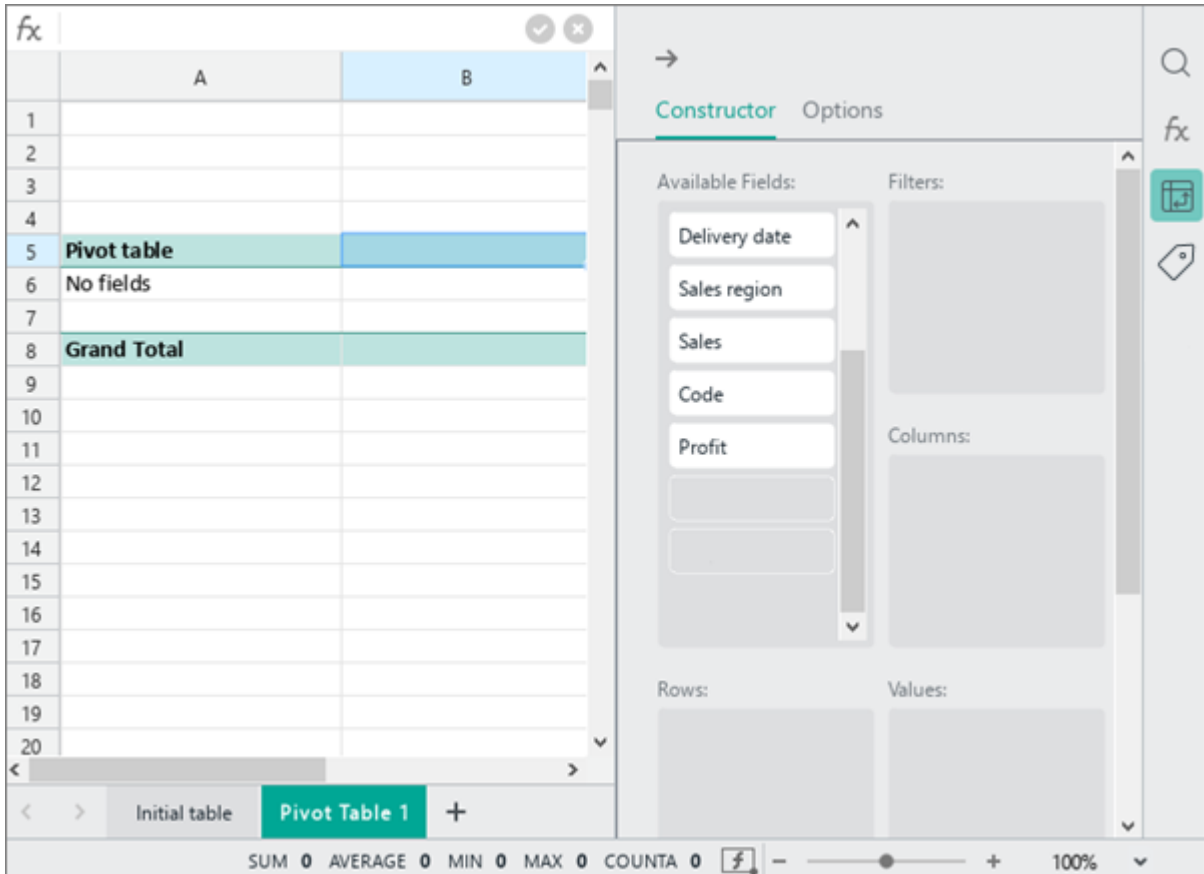 fx
A B
1
2
3
4
5 Pivot table
6 No fields
7
8 Grand Total
9
10
11
12
13
14
15
16
17
18
19
20
Initial table Pivot Table 1 +
Constructor Options
Available Fields: Filters:
Delivery date
Sales region
Sales
Code
Profit
Columns:
Rows: Values:
fx
SUM 0 AVERAGE 0 MIN 0 MAX 0 COUNTA 0 f − + 100%